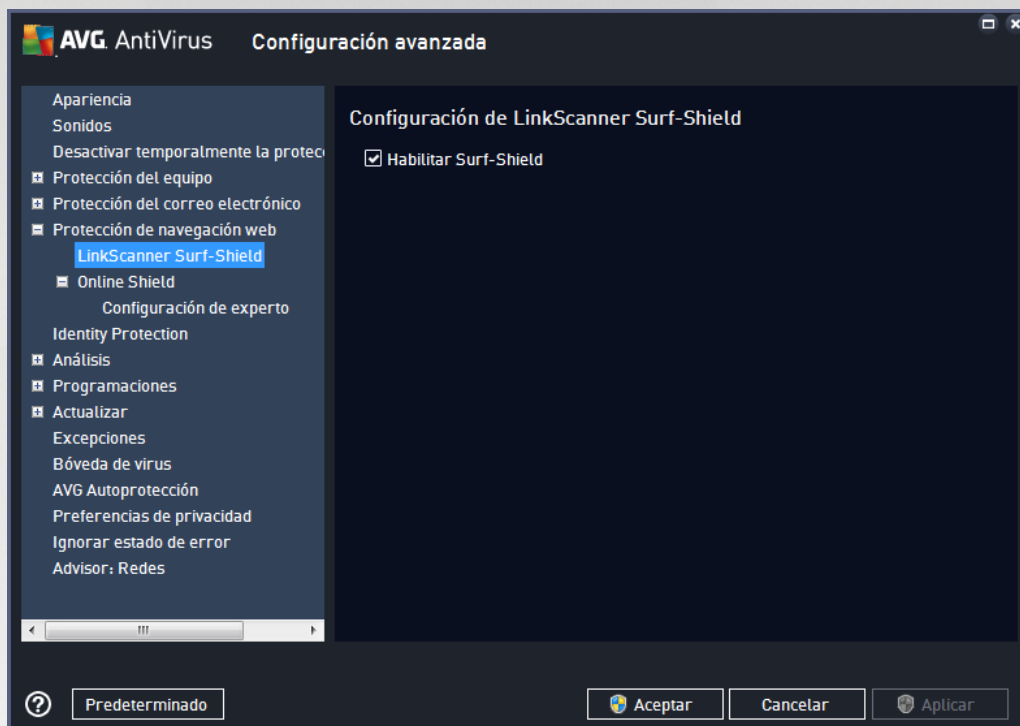 AVG. AntiVirus
Configuración avanzada
Apariencia
Sonidos
Desactivar temporalmente la
Protección del equipo
Protección del correo electrónico
Protección de navegación web
LinkScanner Surf-Shield
Online Shield
Configuración de experto
Identity Protection
Análisis
Programaciones
Actualizar
Excepciones
Bóveda de virus
AVG Autoprotección
Preferencias de privacidad
Ignorar estado de error
Advisor: Redes
Configuración de LinkScanner Surf-Shield
Habilitar Surf-Shield
Predeterminado
Aceptar
Cancelar
Aplicar